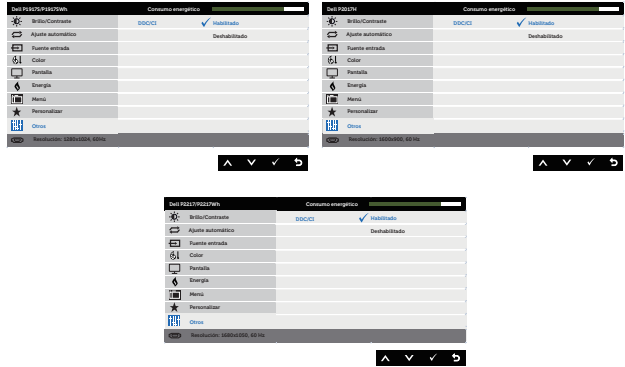 Dell P1917S/P1917SWh Consumo energético
Brillo/Contraste DDC/CI Habilitado
Ajuste automático Deshabilitado
Fuente entrada
Color
Pantalla
Energía
Menú
Personalizar
Otros
Resolución: 1280x1024, 60Hz
Dell P2017H Consumo energético
Brillo/Contraste DDC/CI Habilitado
Ajuste automático Deshabilitado
Fuente entrada
Color
Pantalla
Energía
Menú
Personalizar
Otros
Resolución: 1600x900, 60 Hz
Dell P2217/P2217Wh Consumo energético
Brillo/Contraste DDC/CI Habilitado
Ajuste automático Deshabilitado
Fuente entrada
Color
Pantalla
Energía
Menú
Personalizar
Otros
Resolución: 1680x1050, 60 Hz